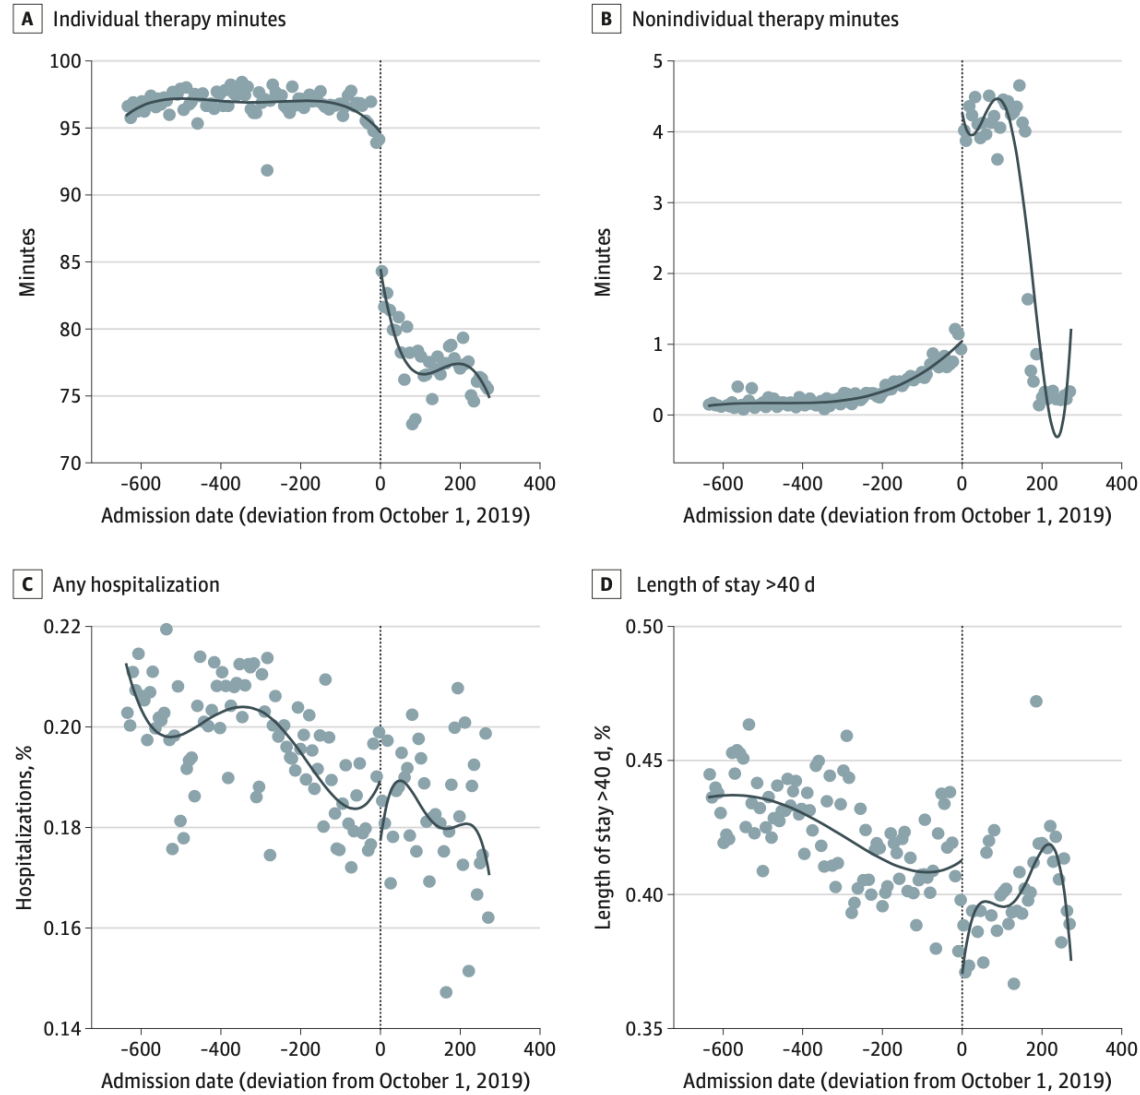 A Individual therapy minutes
100
95
90
85
80
75
70
Minutes
-600 -400 -200 0 200 400
Admission date (deviation from October 1, 2019)
B Nonindividual therapy minutes
5
4
3
2
1
0
Minutes
-600 -400 -200 0 200 400
Admission date (deviation from October 1, 2019)
C Any hospitalization
0.22
0.20
0.18
0.16
0.14
Hospitalizations, %
-600 -400 -200 0 200 400
Admission date (deviation from October 1, 2019)
D Length of stay >40 d
0.50
0.45
0.40
0.35
Length of stay >40 d, %
-600 -400 -200 0 200 400
Admission date (deviation from October 1, 2019)